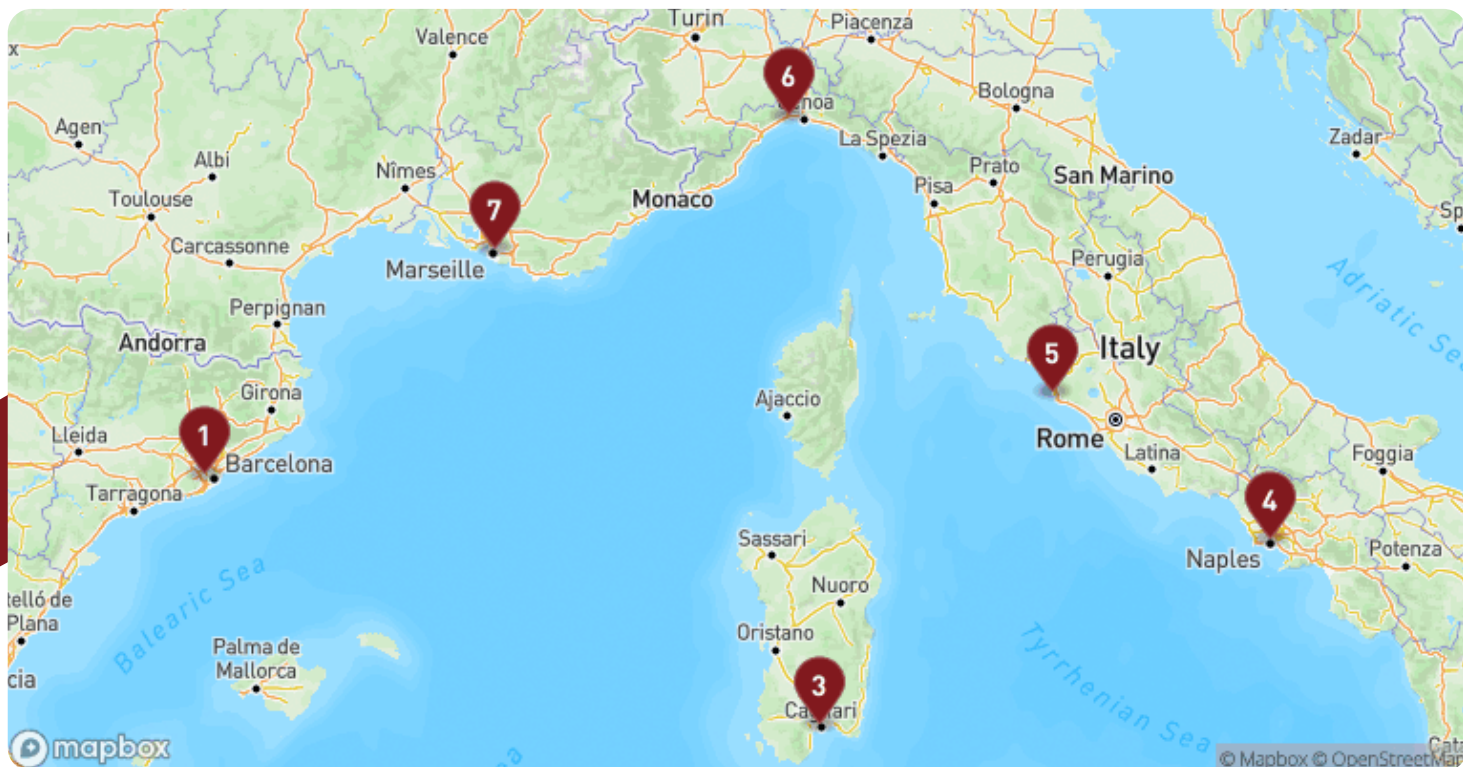 Turin
Piacenza
Valence
6
Bologna
La Spezia
Agen
Zadar
Albi
Nîmes
Prato
San Marino
Pisa
Toulouse
7
Monaco
Carcassonne
Marseille
Perugia
Adriatic
Perpignan
Andorra
5
Italy
Girona
Ajaccio
1
Lleida
Rome
Barcelona
Latina
Foggia
Tarragona
4
Sassari
Naples
Potenza
Balearic Sea
Nuoro
Oristano
Palma de
Mallorca
Tyrrhenian Sea
3
mapbox
© Mapbox © OpenStreetMap